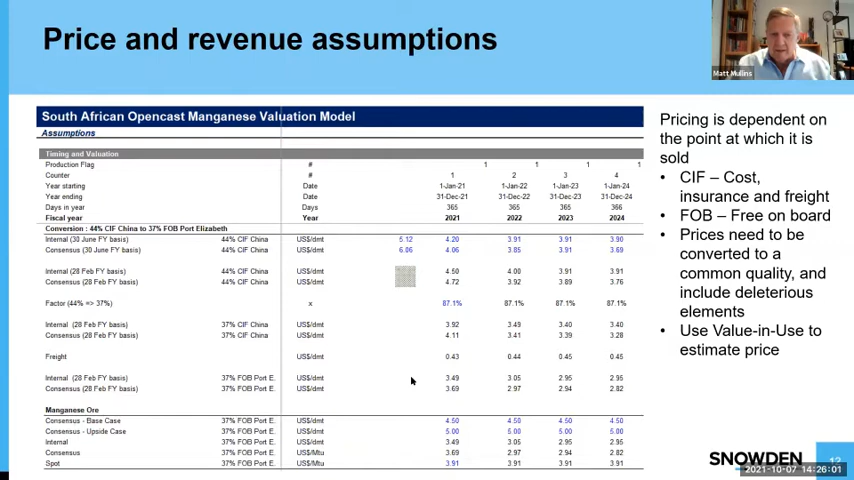 Price and revenue assumptions
Matt Mulins
South African Opencast Manganese Valuation Model
Assumptions
Timing and Valuation
Production Flag # 1 1 1 1
Counter # 1 2 3 4
Year starting Date 1-Jan-21 1-Jan-22 1-Jan-23 1-Jan-24
Year ending Date 31-Dec-21 31-Dec-22 31-Dec-23 31-Dec-24
Days in year Days 365 365 365 366
Fiscal year Year 2021 2022 2023 2024
Conversion : 44% CIF China to 37% FOB Port Elizabeth
Internal (30 June FY basis) 44% CIF China US$/dmt 5.12 4.20 3.91 3.91 3.90
Consensus (30 June FY basis) 44% CIF China US$/dmt 6.06 4.06 3.85 3.91 3.69
Internal (28 Feb FY basis) 44% CIF China US$/dmt 4.50 4.00 3.91 3.91
Consensus (28 Feb FY basis) 44% CIF China US$/dmt 4.72 3.92 3.89 3.76
Factor (44% => 37%) x 87.1% 87.1% 87.1% 87.1%
Internal (28 Feb FY basis) 37% CIF China US$/dmt 3.92 3.49 3.40 3.40
Consensus (28 Feb FY basis) 37% CIF China US$/dmt 4.11 3.41 3.39 3.28
Freight US$/dmt 0.43 0.44 0.45 0.45
Internal (28 Feb FY basis) 37% FOB Port E. US$/dmt 3.49 3.05 2.95 2.95
Consensus (28 Feb FY basis) 37% FOB Port E. US$/dmt 3.69 2.97 2.94 2.82
Manganese Ore
Consensus - Base Case 37% FOB Port E. US$/dmt 4.50 4.50 4.50 4.50
Consensus - Upside Case 37% FOB Port E. US$/dmt 5.00 5.00 5.00 5.00
Internal 37% FOB Port E. US$/dmt 3.49 3.05 2.95 2.95
Consensus 37% FOB Port E. US$/Mtu 3.69 2.97 2.94 2.82
Spot 37% FOB Port E. US$/Mtu 3.91 3.91 3.91 3.91
Pricing is dependent on
the point at which it is
sold
• CIF – Cost,
insurance and freight
• FOB – Free on board
• Prices need to be
converted to a
common quality, and
include deleterious
elements
• Use Value-in-Use to
estimate price
SNOWDEN
12
2021-10-07 14:26:01